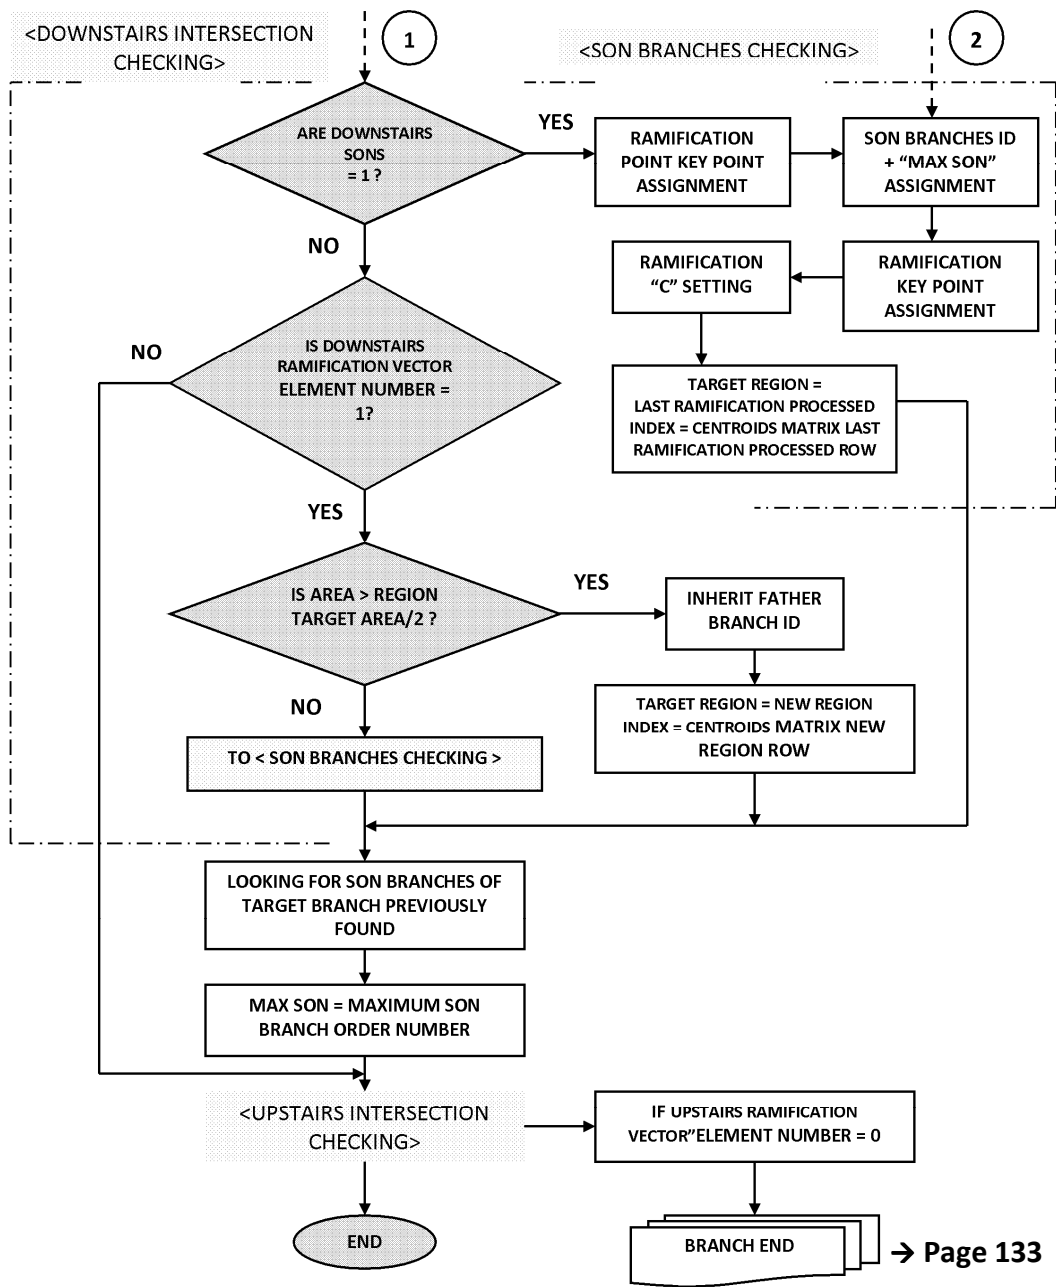 <DOWNSTAIRS INTERSECTION
CHECKING>
1
<SON BRANCHES CHECKING>
2
ARE DOWNSTAIRS
SONS
= 1 ?
YES
RAMIFICATION
POINT KEY POINT
ASSIGNMENT
SON BRANCHES ID
+ “MAX SON”
ASSIGNMENT
NO
RAMIFICATION
“C” SETTING
RAMIFICATION
KEY POINT
ASSIGNMENT
NO
IS DOWNSTAIRS
RAMIFICATION VECTOR
ELEMENT NUMBER =
1?
TARGET REGION =
LAST RAMIFICATION PROCESSED
INDEX = CENTROIDS MATRIX LAST
RAMIFICATION PROCESSED ROW
YES
IS AREA > REGION
TARGET AREA/2 ?
YES
INHERIT FATHER
BRANCH ID
NO
TARGET REGION = NEW REGION
INDEX = CENTROIDS MATRIX NEW
REGION ROW
TO < SON BRANCHES CHECKING >
LOOKING FOR SON BRANCHES OF
TARGET BRANCH PREVIOUSLY
FOUND
MAX SON = MAXIMUM SON
BRANCH ORDER NUMBER
<UPSTAIRS INTERSECTION
CHECKING>
IF UPSTAIRS RAMIFICATION
VECTOR”ELEMENT NUMBER = 0
END
BRANCH END
→ Page 133